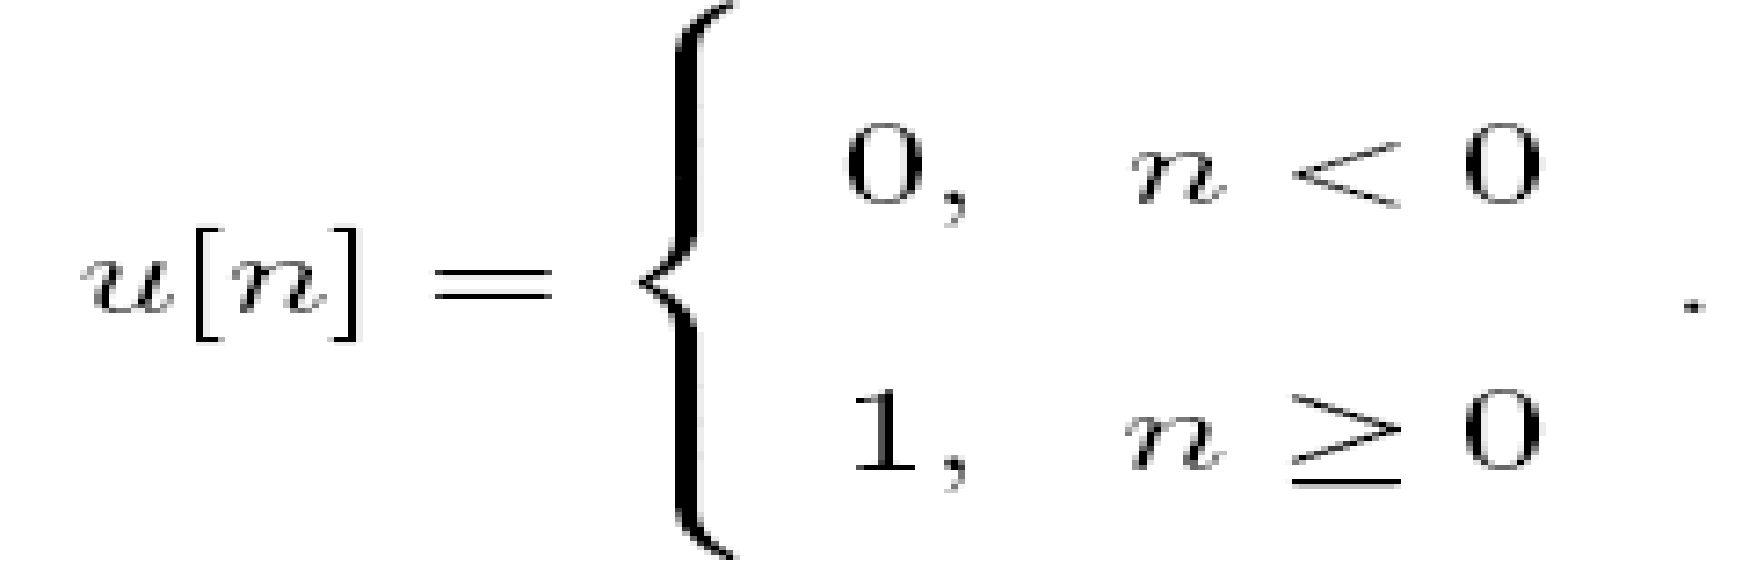 0, n < 0
u[n] = { .
1, n ≥ 0